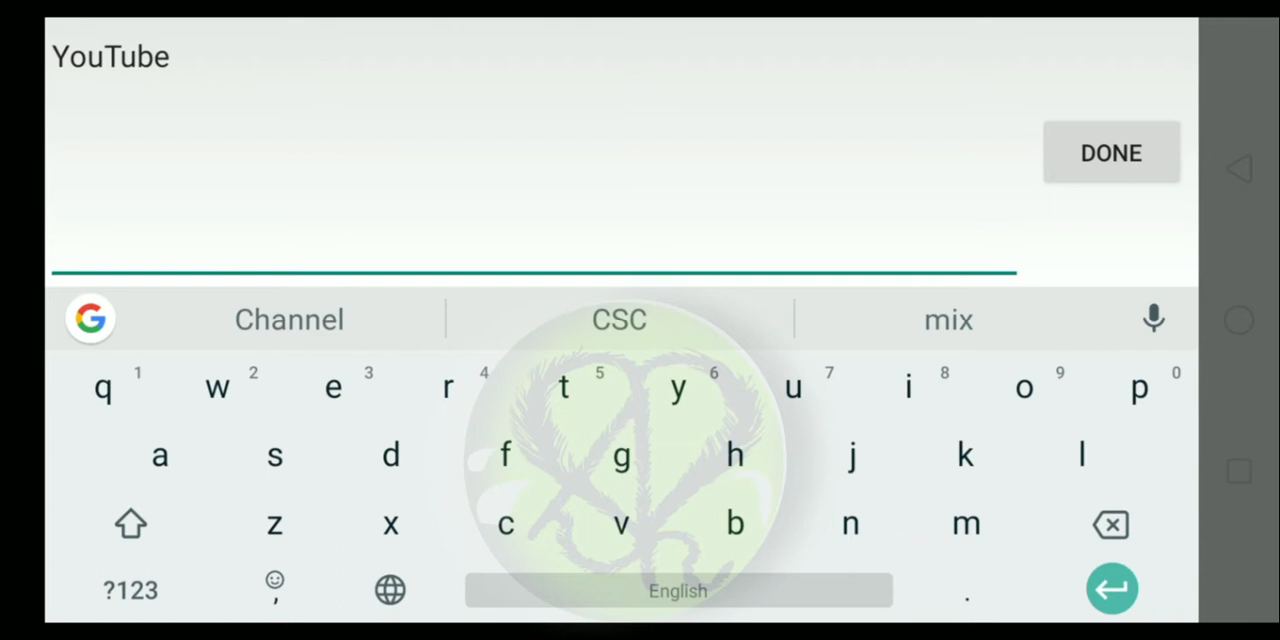 YouTube
DONE
Channel CSC mix
q 1 w 2 e 3 r 4 t 5 y 6 u 7 i 8 o 9 p 0
a s d f g h j k l
z x c v b n m
?123 , English .